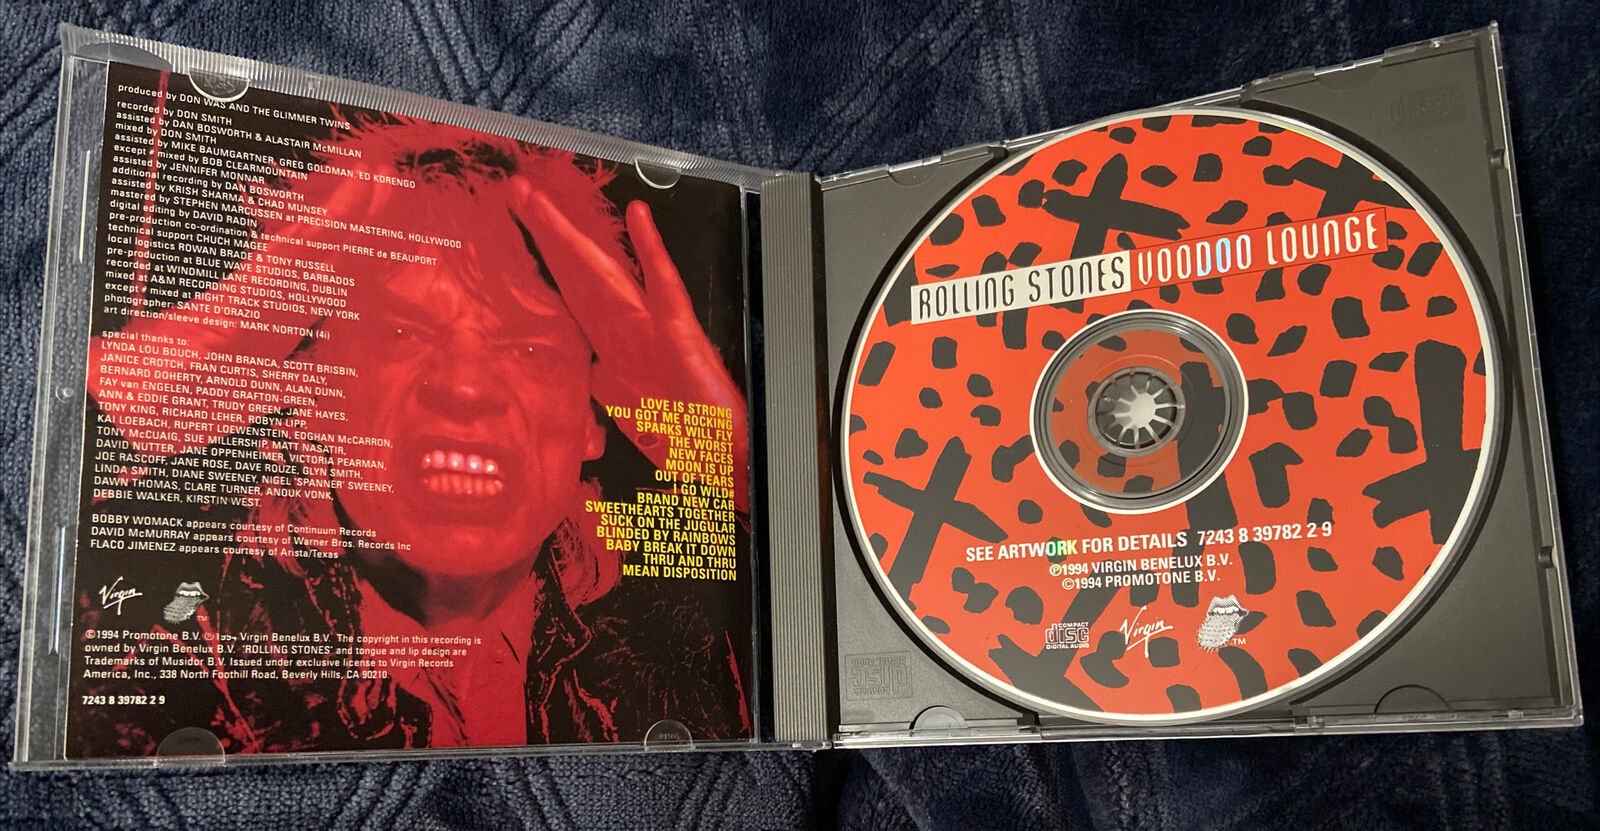 produced by DON WAS AND THE GLIMMER TWINS
recorded by DON SMITH
assisted by DAN BOSWORTH & ALASTAIR McMILLAN
mixed by DON SMITH
assisted by MIKE BAUMGARTNER, GREG GOLDMAN, ED KORENGO
except # mixed by BOB CLEARMOUNTAIN
assisted by JENNIFER MONNAR
additional recording by DAN BOSWORTH
assisted by KRISH SHARMA & CHAD MUNSEY
mastered by STEPHEN MARCUSSEN at PRECISION MASTERING, HOLLYWOOD
digital editing by DAVID RADIN
pre-production co-ordination & technical support PIERRE de BEAUPORT
technical support CHUCK MAGEE
local logistics ROWAN BRADE & TONY RUSSELL
pre-production at BLUE WAVE STUDIOS, BARBADOS
recorded at WINDMILL LANE RECORDING, DUBLIN
mixed at A&M RECORDING STUDIOS, HOLLYWOOD
except # mixed at RIGHT TRACK STUDIOS, NEW YORK
photographer: SANTE D'ORAZIO
art direction/sleeve design: MARK NORTON (4i)
special thanks to:
LYNDA LOU BOUCH, JOHN BRANCA, SCOTT BRISBIN,
JANICE CROTCH, FRAN CURTIS, SHERRY DALY,
BERNARD DOHERTY, ARNOLD DUNN, ALAN DUNN,
FAY van ENGELEN, PADDY GRAFTON-GREEN,
ANN & EDDIE GRANT, TRUDY GREEN, JANE HAYES,
TONY KING, RICHARD LEHER, ROBYN LIPP,
KAI LOEBACH, RUPERT LOEWENSTEIN, EDGHAN McCARRON,
TONY McCUAIG, SUE MILLERSHIP, MATT NASATIR,
DAVID NUTTER, JANE OPPENHEIMER, VICTORIA PEARMAN,
JOE RASCOFF, JANE ROSE, DAVE ROUZE, GLYN SMITH,
LINDA SMITH, DIANE SWEENEY, NIGEL 'SPANNER' SWEENEY,
DAWN THOMAS, CLARE TURNER, ANOUK VONK,
DEBBIE WALKER, KIRSTIN WEST.
BOBBY WOMACK appears courtesy of Continuum Records
DAVID McMURRAY appears courtesy of Warner Bros. Records Inc
FLACO JIMENEZ appears courtesy of Arista/Texas
Virgin
TM
©1994 Promotone B.V. ℗1994 Virgin Benelux B.V. The copyright in this recording is
owned by Virgin Benelux B.V. 'ROLLING STONES' and tongue and lip design are
Trademarks of Musidor B.V. Issued under exclusive license to Virgin Records
America, Inc., 338 North Foothill Road, Beverly Hills, CA 90210.
7243 8 39782 2 9
LOVE IS STRONG
YOU GOT ME ROCKING
SPARKS WILL FLY
THE WORST
NEW FACES
MOON IS UP
OUT OF TEARS
I GO WILD#
BRAND NEW CAR
SWEETHEARTS TOGETHER
SUCK ON THE JUGULAR
BLINDED BY RAINBOWS
BABY BREAK IT DOWN
THRU AND THRU
MEAN DISPOSITION
ROLLING STONES VOODOO LOUNGE
SEE ARTWORK FOR DETAILS 7243 8 39782 2 9
℗1994 VIRGIN BENELUX B.V.
©1994 PROMOTONE B.V.
COMPACT
disc
DIGITAL AUDIO
Virgin
TM